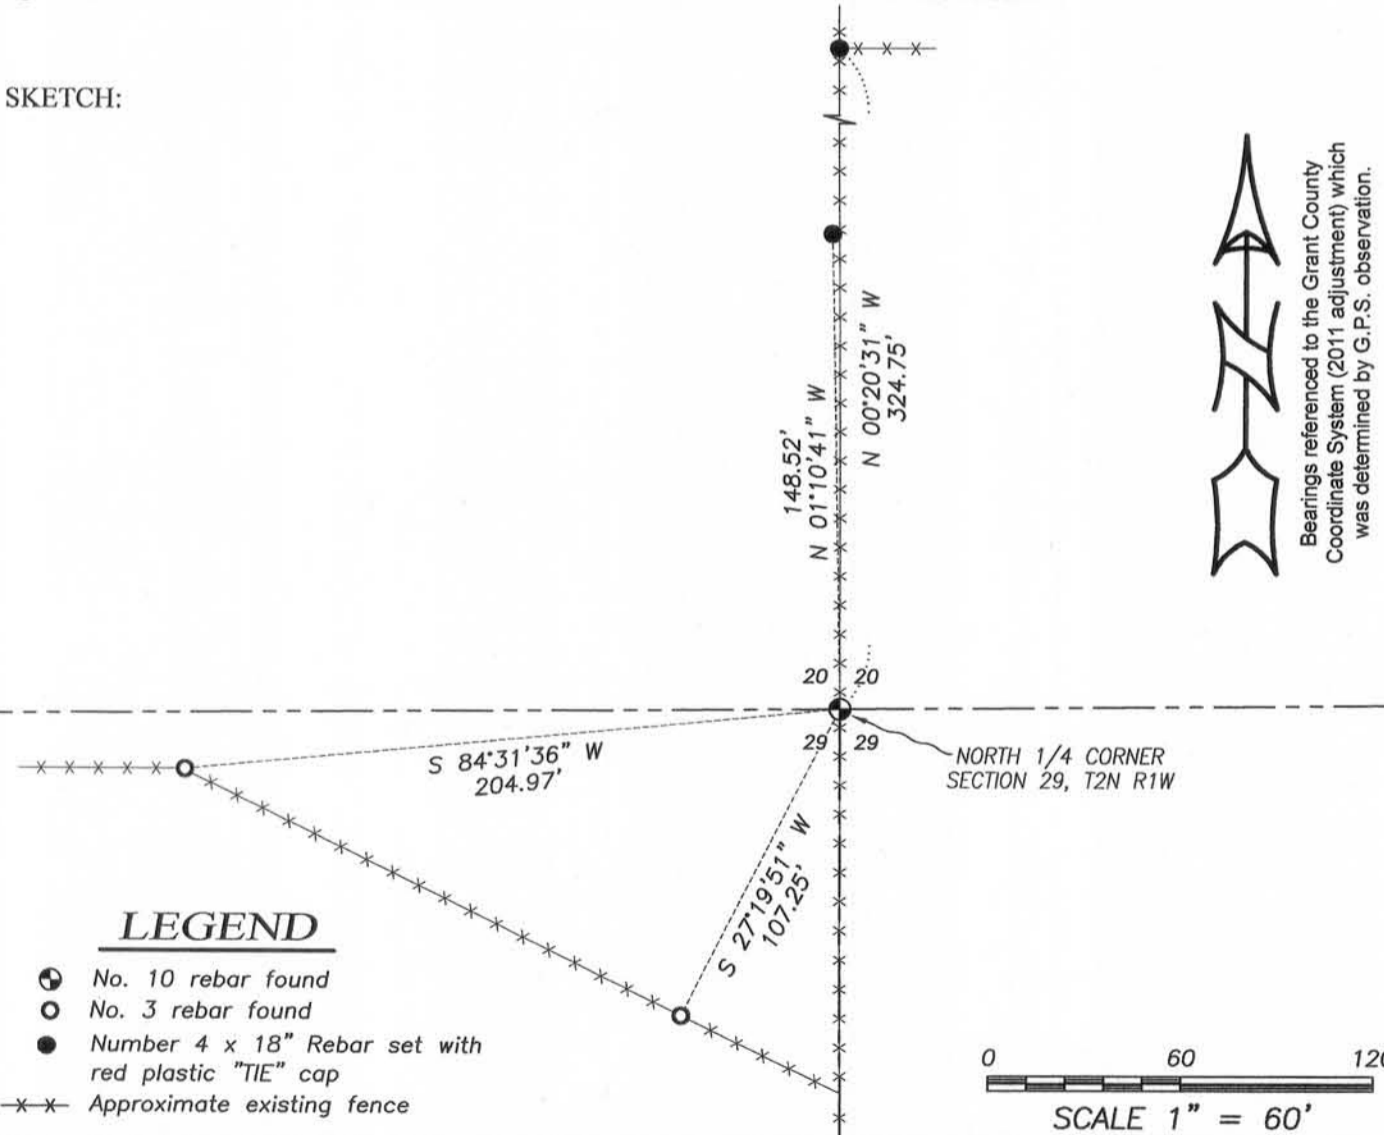 SKETCH:
Bearings referenced to the Grant County
Coordinate System (2011 adjustment) which
was determined by G.P.S. observation.
N 00°20'31" W
324.75'
148.52'
N 01°10'41" W
20 20
29 29
NORTH 1/4 CORNER
SECTION 29, T2N R1W
S 84°31'36" W
204.97'
S 27°19'51" W
107.25'
LEGEND
No. 10 rebar found
No. 3 rebar found
Number 4 x 18" Rebar set with
red plastic "TIE" cap
Approximate existing fence
0 60 120
SCALE 1" = 60'